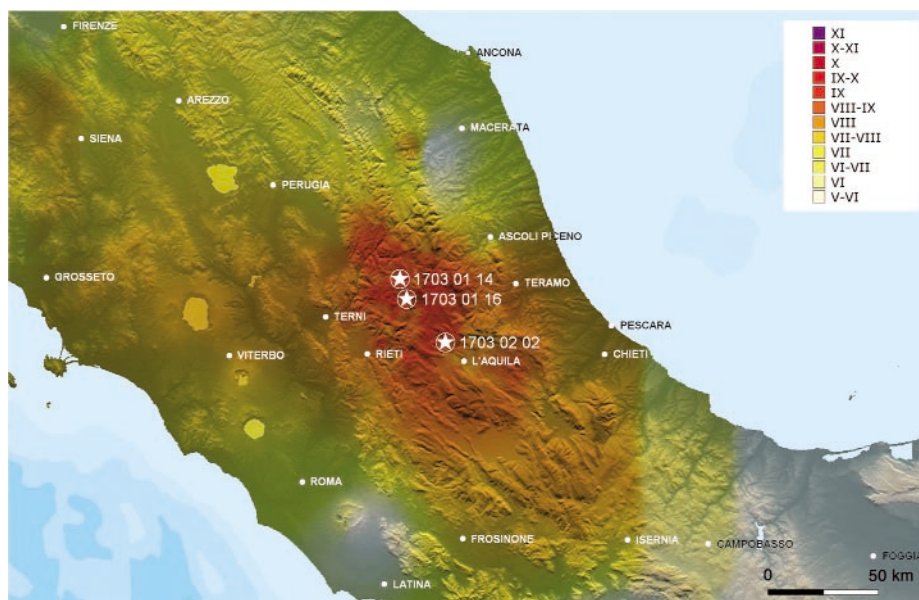 FIRENZE
ANCONA
AREZZO
MACERATA
SIENA
PERUGIA
ASCOLI PICENO
GROSSETO
1703 01 14
TERAMO
1703 01 16
TERNI
PESCARA
1703 02 02
VITERBO
RIETI
L'AQUILA
CHIETI
ROMA
FROSINONE
ISERNIA
CAMPOBASSO
FOGGIA
LATINA
0 50 km
XI
X-XI
X
IX-X
IX
VIII-IX
VIII
VII-VIII
VII
VI-VII
VI
V-VI